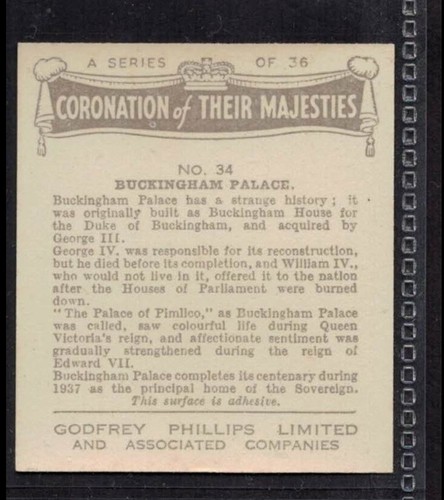 A SERIES OF 36
CORONATION of THEIR MAJESTIES
NO. 34
BUCKINGHAM PALACE.
Buckingham Palace has a strange history; it
was originally built as Buckingham House for
the Duke of Buckingham, and acquired by
George III.
George IV. was responsible for its reconstruction,
but he died before its completion, and William IV.,
who would not live in it, offered it to the nation
after the Houses of Parliament were burned
down.
"The Palace of Pimlico," as Buckingham Palace
was called, saw colourful life during Queen
Victoria's reign, and affectionate sentiment was
gradually strengthened during the reign of
Edward VII.
Buckingham Palace completes its centenary during
1937 as the principal home of the Sovereign.
This surface is adhesive.
GODFREY PHILLIPS LIMITED
AND ASSOCIATED COMPANIES